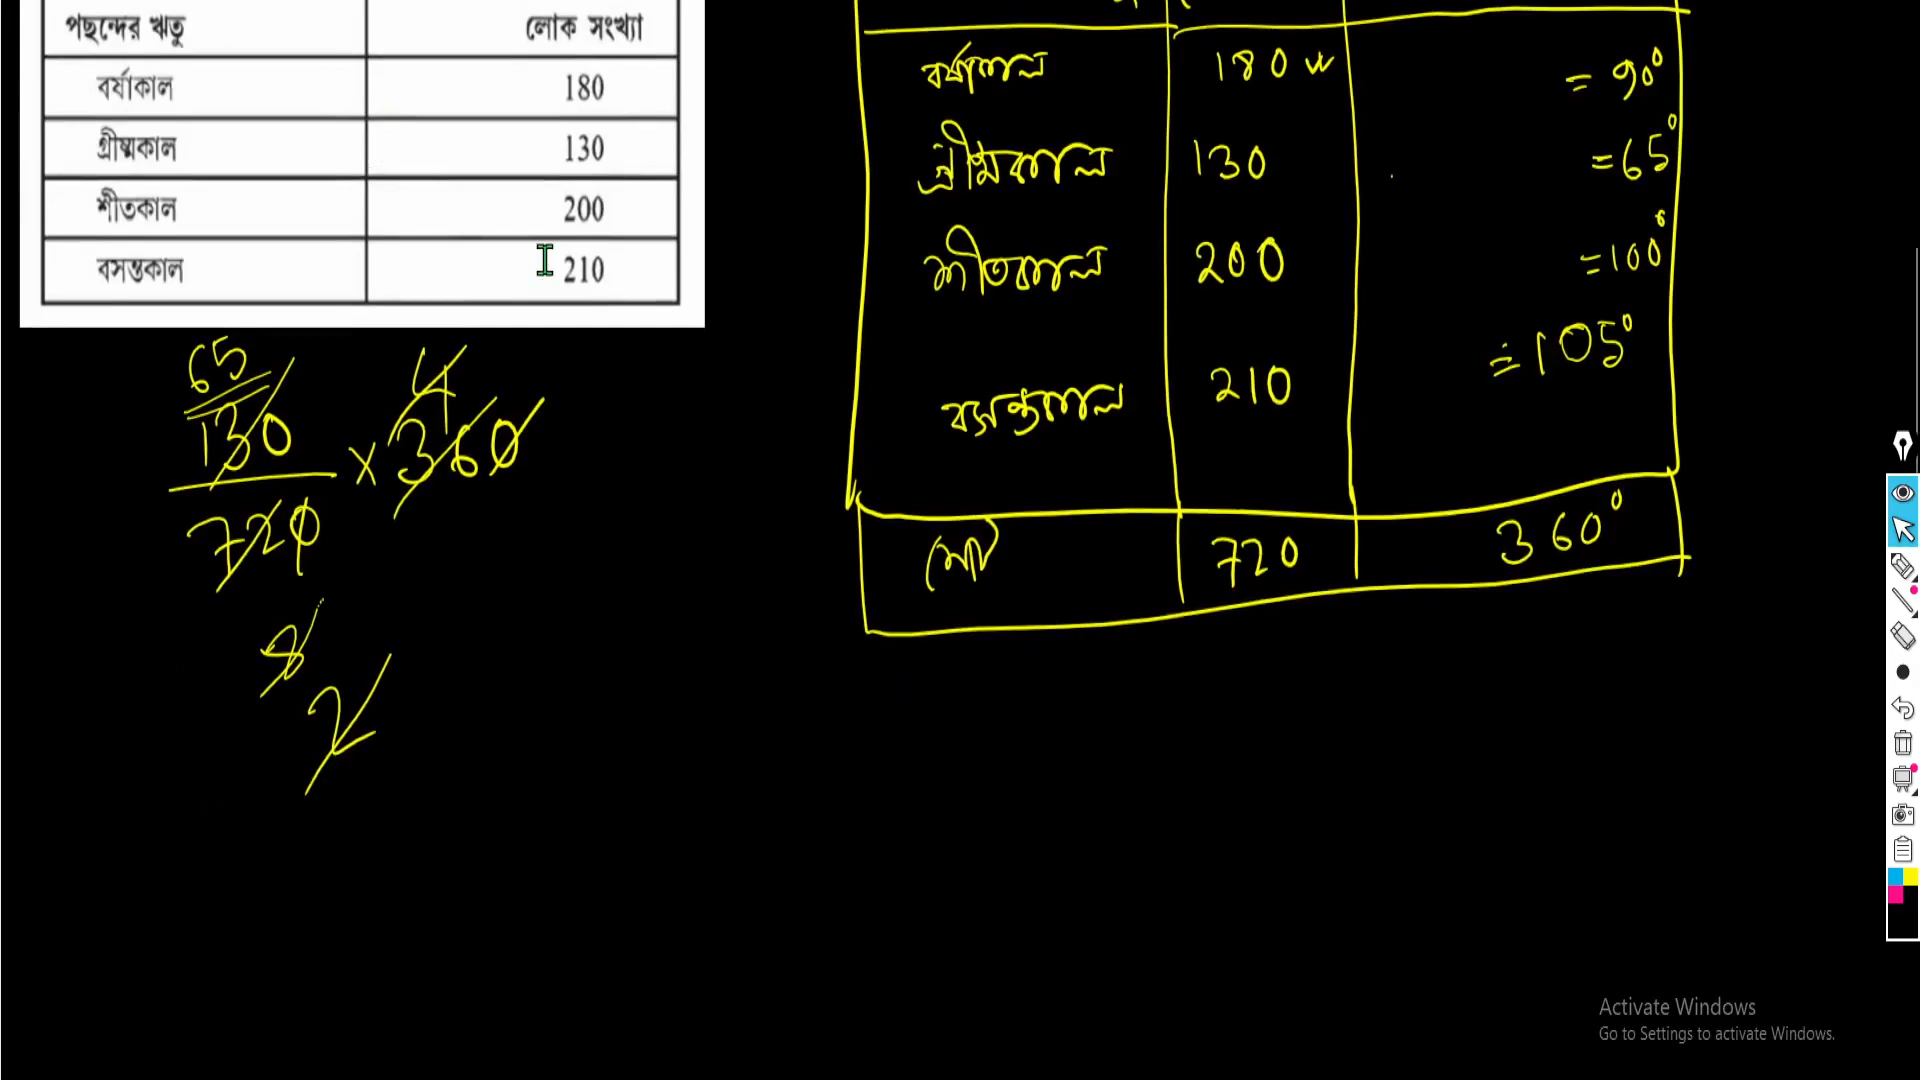 পছন্দের ঋতু লোক সংখ্যা
বর্ষাকাল 180
গ্রীষ্মকাল 130
শীতকাল 200
বসন্তকাল 210
বর্ষাকাল 180 = 90°
গ্রীষ্মকাল 130 = 65°
শীতকাল 200 = 100°
বসন্তকাল 210 = 105°
মোট 720 360°
65 4
130 × 360
720
8
2
Activate Windows
Go to Settings to activate Windows.